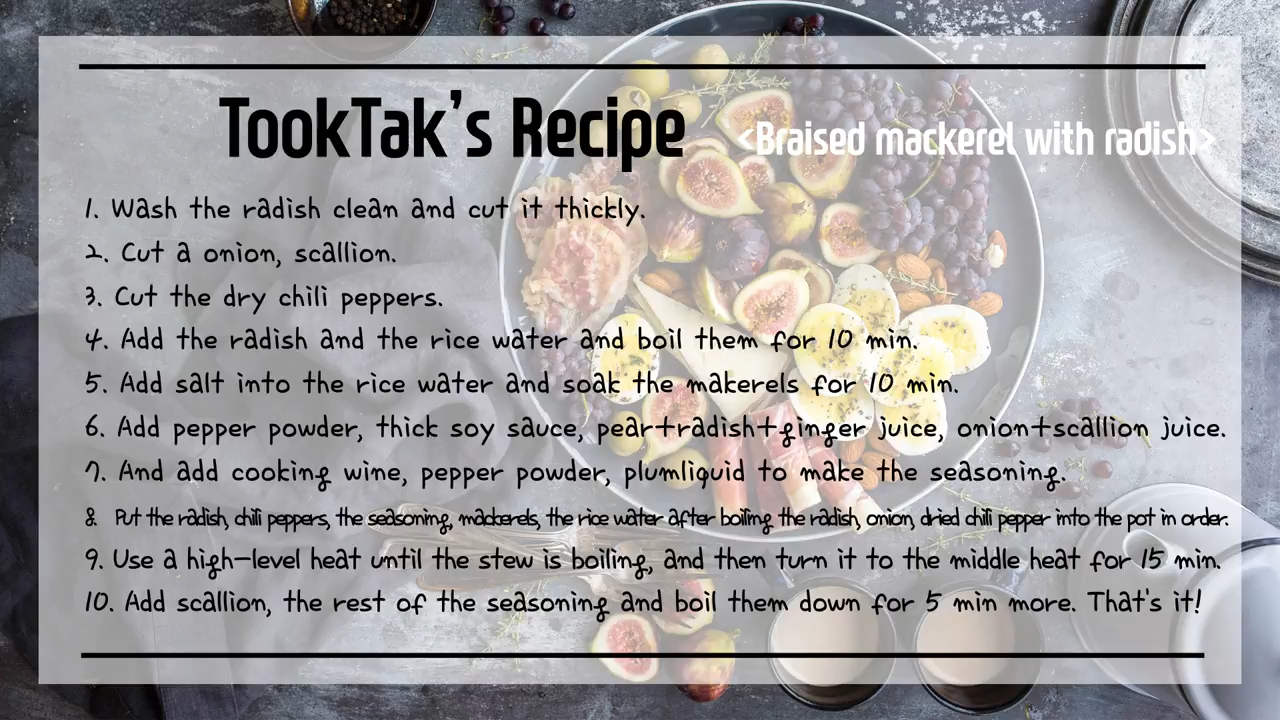 TookTak's Recipe <Braised mackerel with radish>
1. Wash the radish clean and cut it thickly.
2. Cut a onion, scallion.
3. Cut the dry chili peppers.
4. Add the radish and the rice water and boil them for 10 min.
5. Add salt into the rice water and soak the makerels for 10 min.
6. Add pepper powder, thick soy sauce, pear+radish+ginger juice, onion+scallion juice.
7. And add cooking wine, pepper powder, plumliquid to make the seasoning.
8. Put the radish, chili peppers, the seasoning, mackerels, the rice water after boiling the radish, onion, dried chili pepper into the pot in order.
9. Use a high-level heat until the stew is boiling, and then turn it to the middle heat for 15 min.
10. Add scallion, the rest of the seasoning and boil them down for 5 min more. That's it!